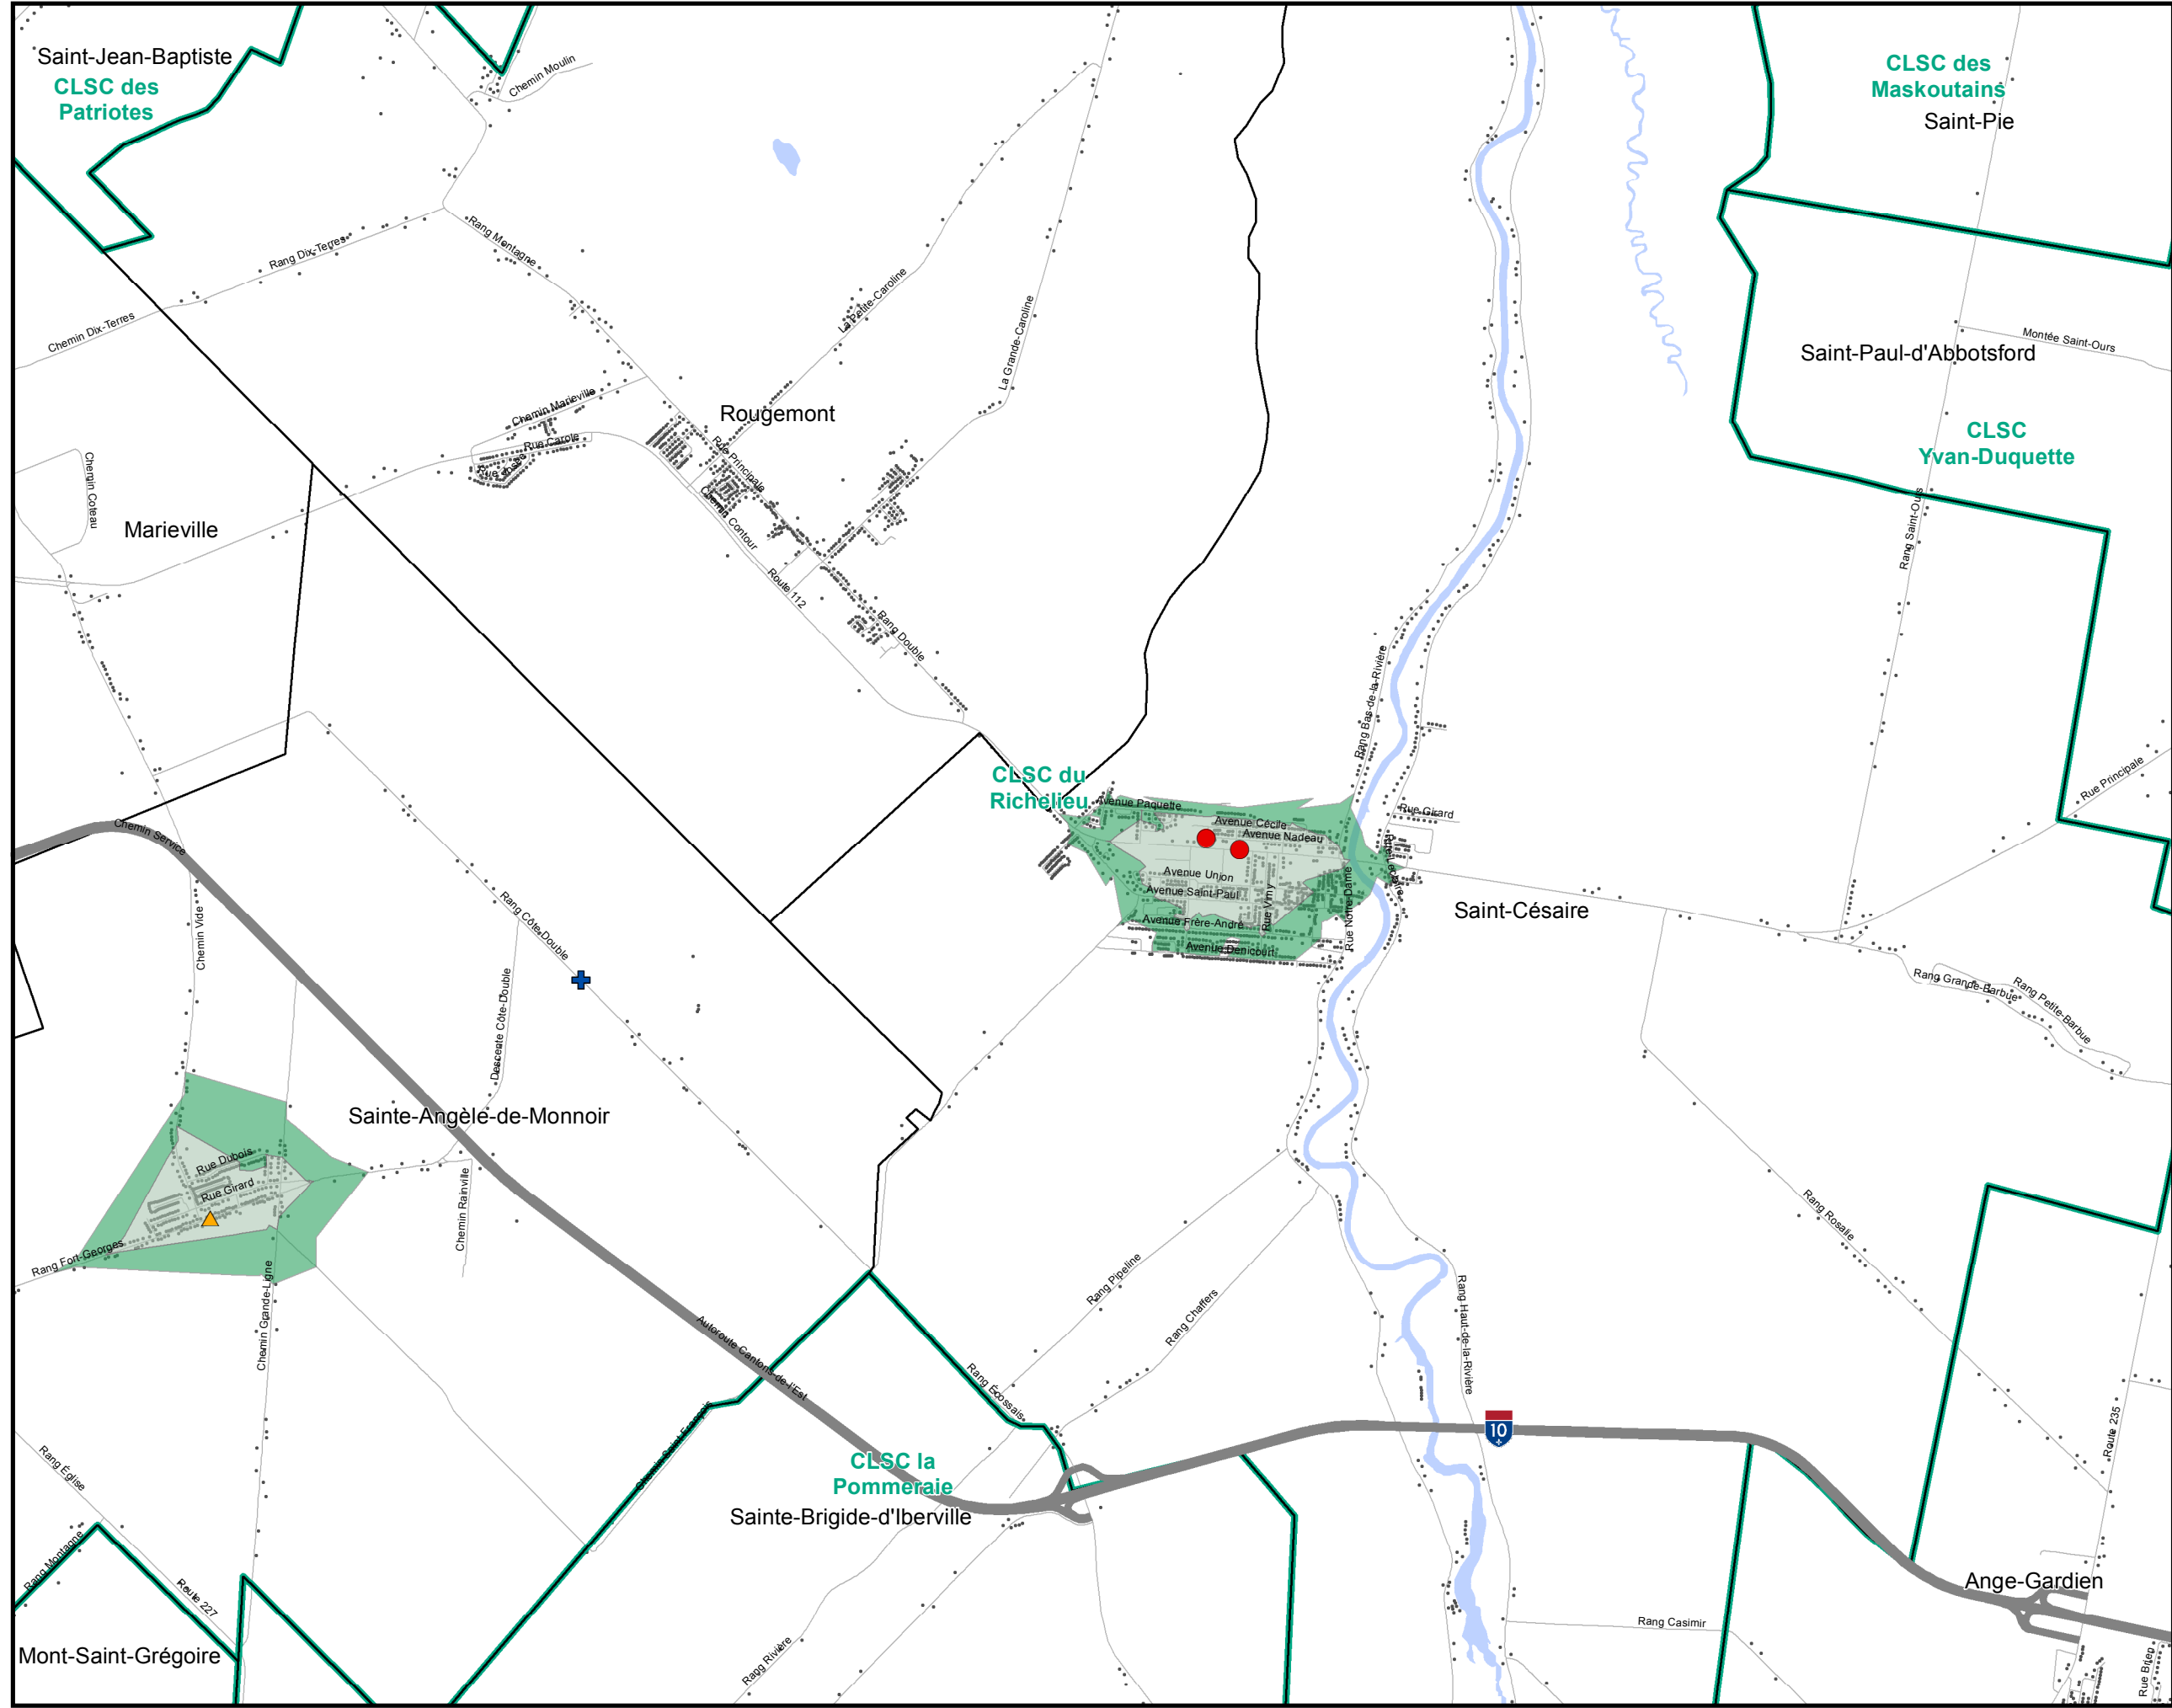 Saint-Jean-Baptiste
CLSC des
Patriotes
Chemin Moulin
CLSC des
Maskoutains
Saint-Pie
Rang Dix-Terres
Rang Montagne
Chemin Dix-Terres
La Petite-Caroline
La Grande-Caroline
Montée Saint-Ours
Saint-Paul-d'Abbotsford
CLSC
Yvan-Duquette
Rang Saint-Ours
Chemin Marieville
Rougemont
Rue Carole
Rue Josée
Rue Principale
Chemin Contour
Chemin Coteau
Marieville
Route 112
Rang Double
Rang Bas-de-la-Rivière
CLSC du
Richelieu
Avenue Paquette
Avenue Cécile
Avenue Nadeau
Rue Girard
Rue Principale
Chemin Service
Avenue Union
Avenue Saint-Paul
Rue Vimy
Avenue Frère-André
Rue Notre-Dame
Avenue Denicourt
Saint-Césaire
Rang Côte-Double
Chemin Vide
Descente Côte-Double
Rang Grande-Barbue
Rang Petite-Barbue
Sainte-Angèle-de-Monnoir
Rue Dubois
Rue Girard
Chemin Rainville
Rang Fort-Georges
Chemin Grande-Ligne
Rang Rosalie
Rang Pipeline
Rang Chaffers
Rang Haut-de-la-Rivière
Autoroute Cantons-de-l'Est
Rang Écossais
Chemin Saint-François
10
Route 235
CLSC la
Pommeraie
Sainte-Brigide-d'Iberville
Rang Église
Rang Montagne
Route 227
Ange-Gardien
Rang Casimir
Mont-Saint-Grégoire
Rang Rivière
Rue Brien